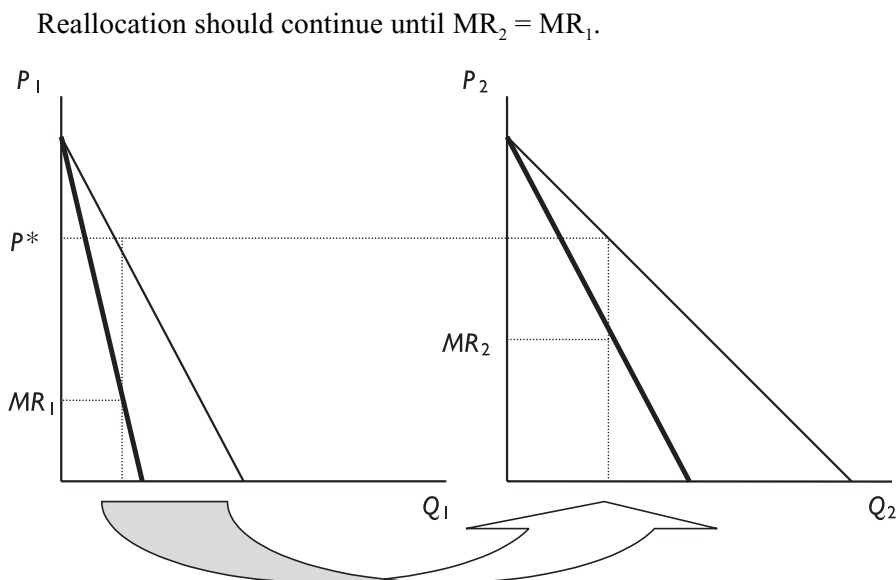 Reallocation should continue until MR₂ = MR₁.
P₁ P₂
P*
MR₂
MR₁
Q₁ Q₂